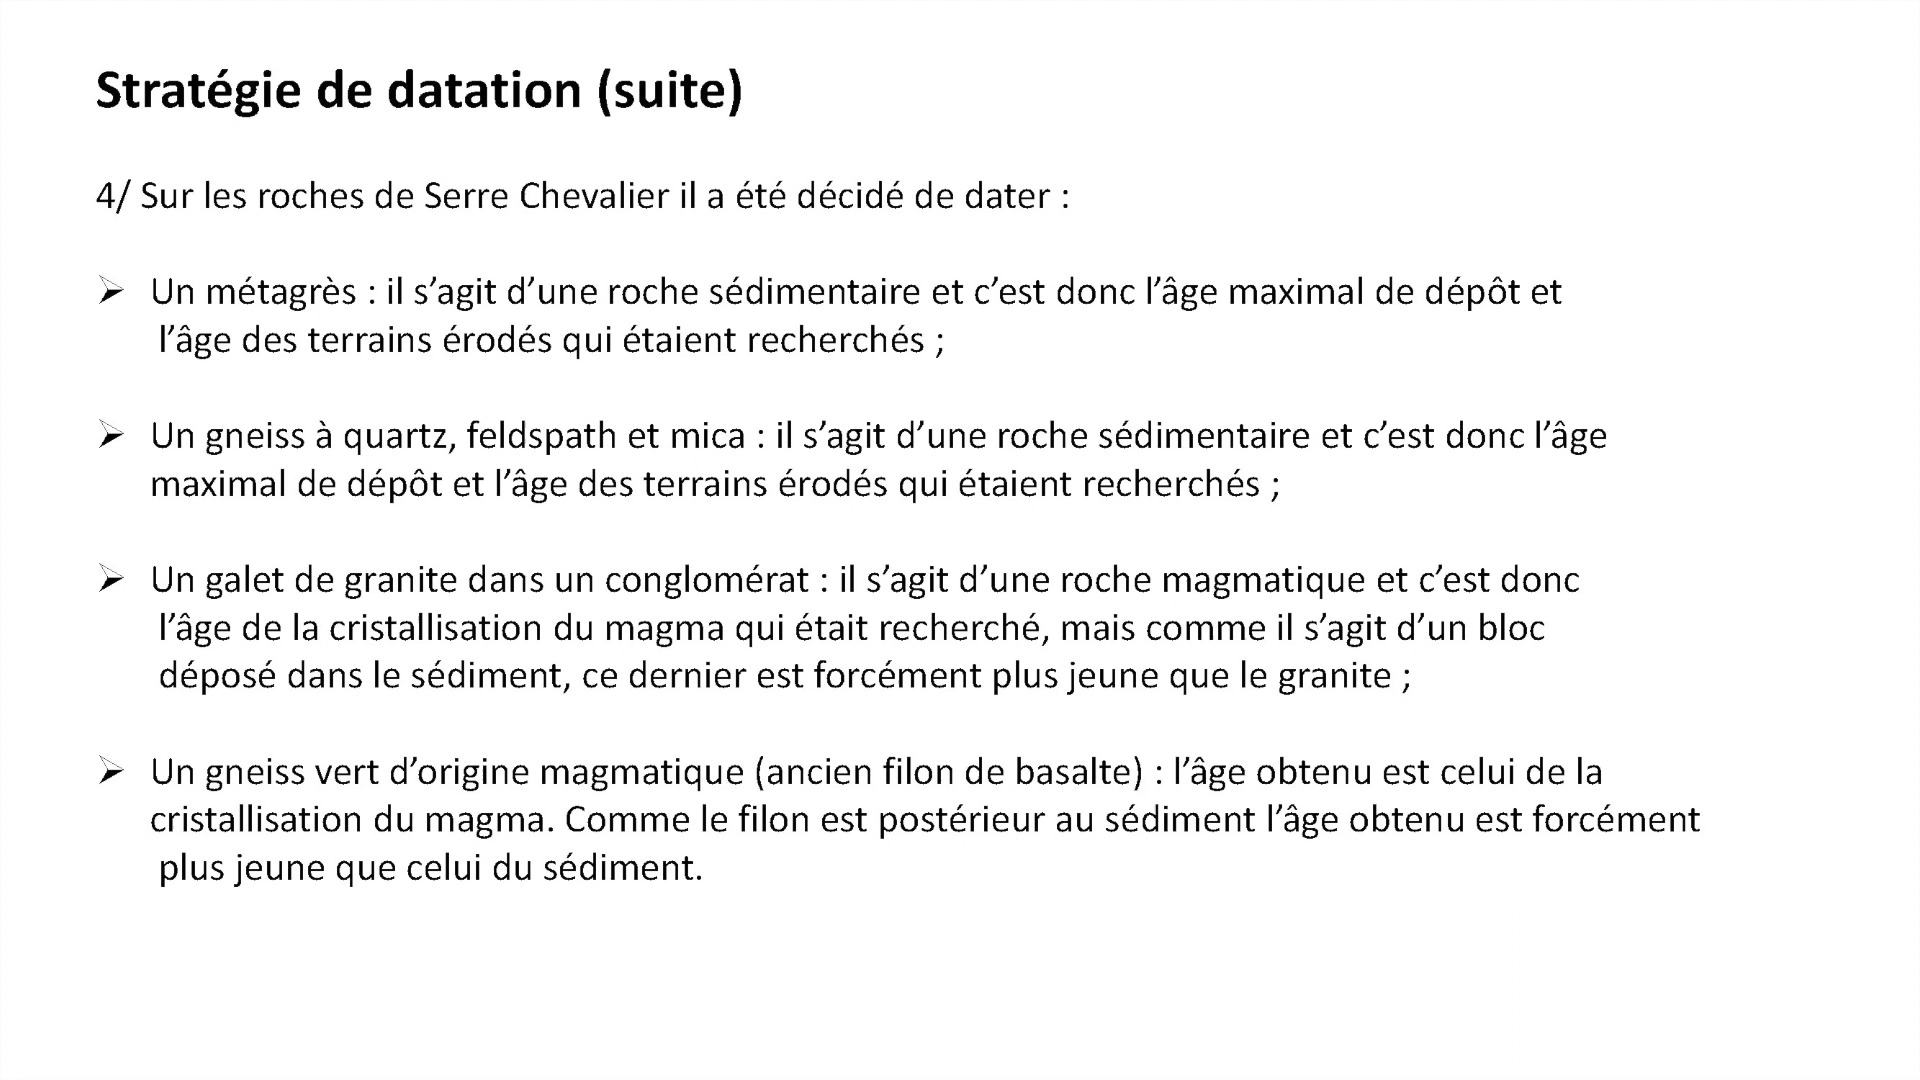 Stratégie de datation (suite)
4/ Sur les roches de Serre Chevalier il a été décidé de dater :
➢ Un métagrès : il s’agit d’une roche sédimentaire et c’est donc l’âge maximal de dépôt et
l’âge des terrains érodés qui étaient recherchés ;
➢ Un gneiss à quartz, feldspath et mica : il s’agit d’une roche sédimentaire et c’est donc l’âge
maximal de dépôt et l’âge des terrains érodés qui étaient recherchés ;
➢ Un galet de granite dans un conglomérat : il s’agit d’une roche magmatique et c’est donc
l’âge de la cristallisation du magma qui était recherché, mais comme il s’agit d’un bloc
déposé dans le sédiment, ce dernier est forcément plus jeune que le granite ;
➢ Un gneiss vert d’origine magmatique (ancien filon de basalte) : l’âge obtenu est celui de la
cristallisation du magma. Comme le filon est postérieur au sédiment l’âge obtenu est forcément
plus jeune que celui du sédiment.